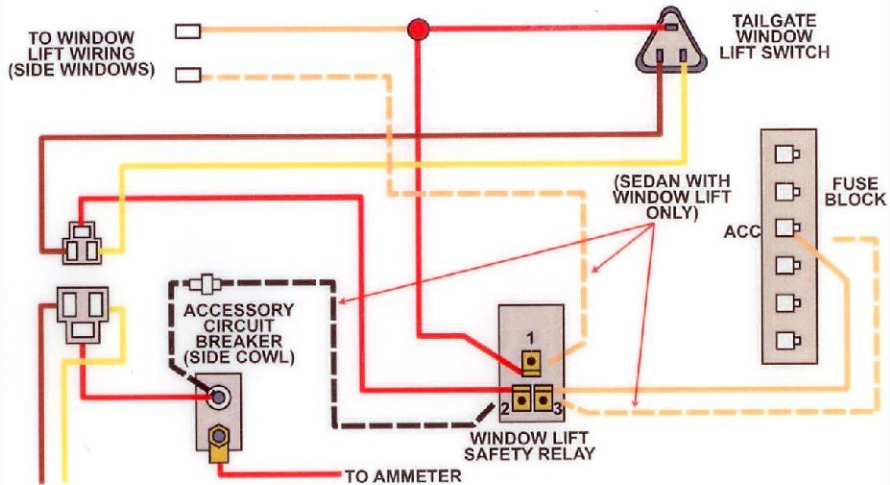 TO WINDOW
LIFT WIRING
(SIDE WINDOWS)
TAILGATE
WINDOW
LIFT SWITCH
(SEDAN WITH
WINDOW LIFT
ONLY)
FUSE
BLOCK
ACC
ACCESSORY
CIRCUIT
BREAKER
(SIDE COWL)
1
2
3
WINDOW LIFT
SAFETY RELAY
TO AMMETER